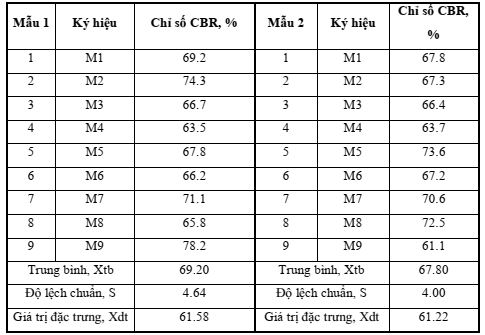 Mẫu 1 Ký hiệu Chỉ số CBR, % Mẫu 2 Ký hiệu Chỉ số CBR, %
1 M1 69.2 1 M1 67.8
2 M2 74.3 2 M2 67.3
3 M3 66.7 3 M3 66.4
4 M4 63.5 4 M4 63.7
5 M5 67.8 5 M5 73.6
6 M6 66.2 6 M6 67.2
7 M7 71.1 7 M7 70.6
8 M8 65.8 8 M8 72.5
9 M9 78.2 9 M9 61.1
Trung bình, Xtb 69.20 Trung bình, Xtb 67.80
Độ lệch chuẩn, S 4.64 Độ lệch chuẩn, S 4.00
Giá trị đặc trưng, Xdt 61.58 Giá trị đặc trưng, Xdt 61.22